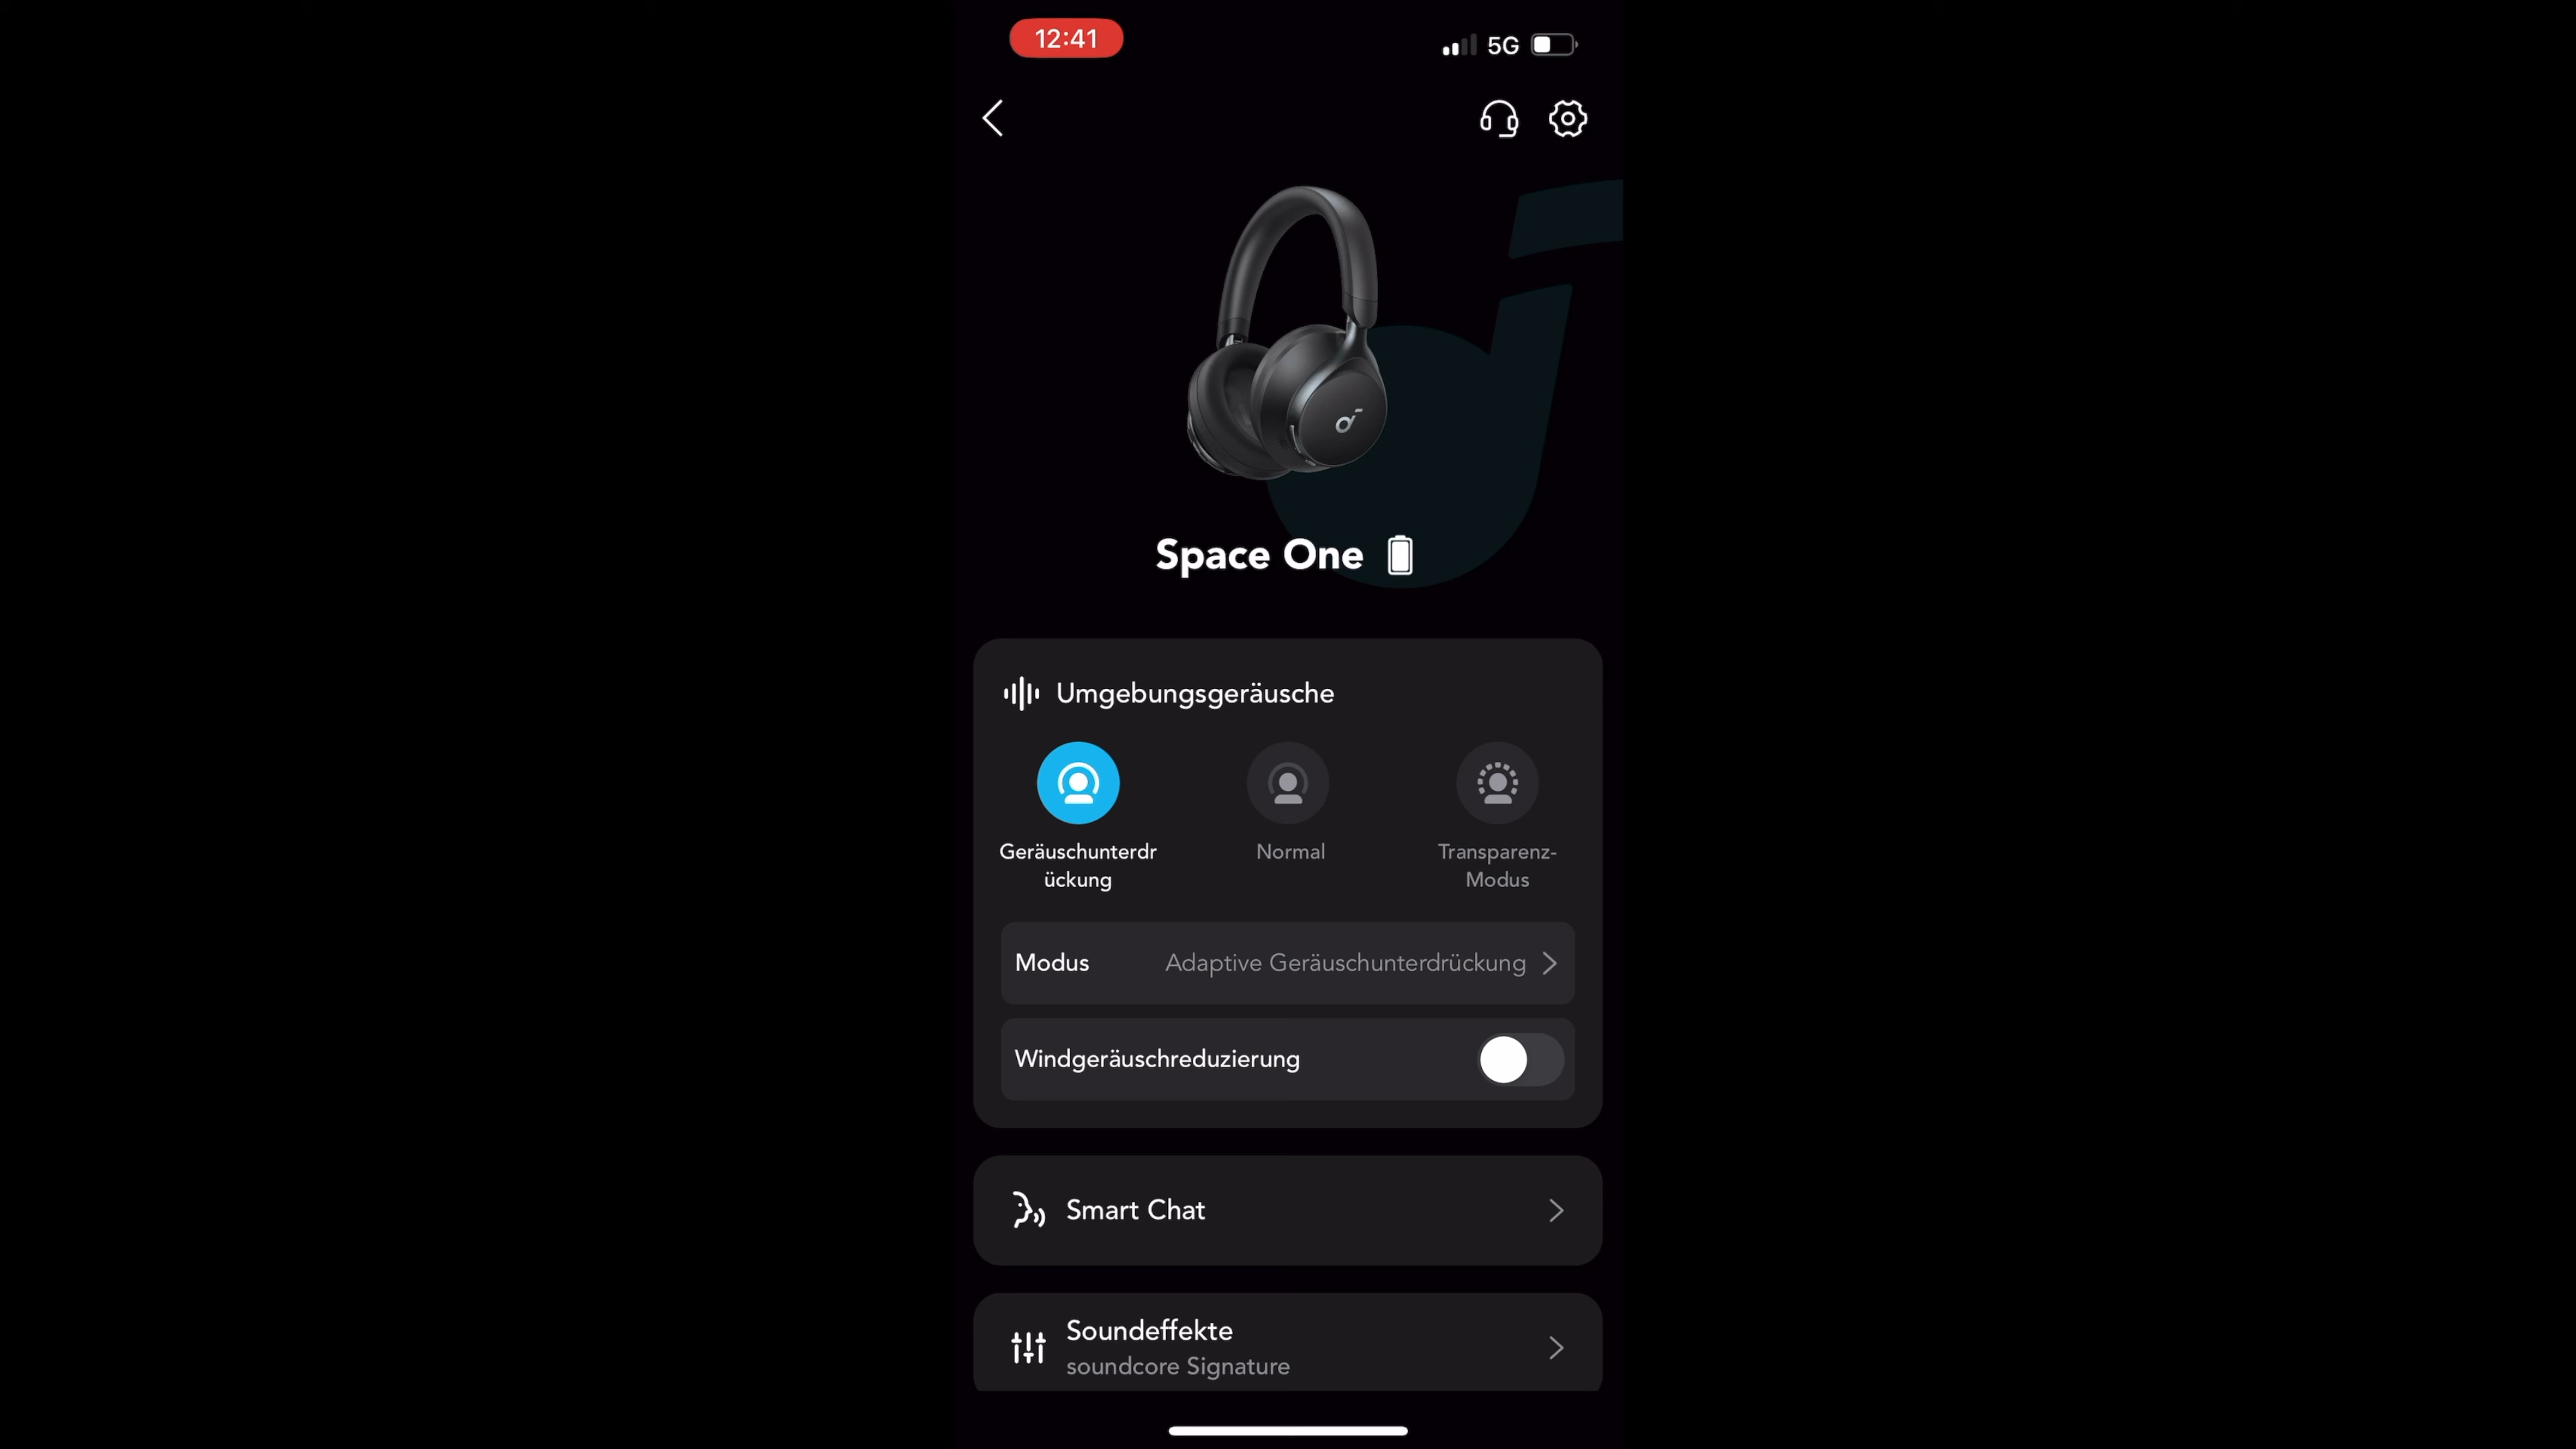 12:41
5G
Space One
Umgebungsgeräusche
Geräuschunterdr
ückung
Normal
Transparenz-
Modus
Modus
Adaptive Geräuschunterdrückung
Windgeräuschreduzierung
Smart Chat
Soundeffekte
soundcore Signature